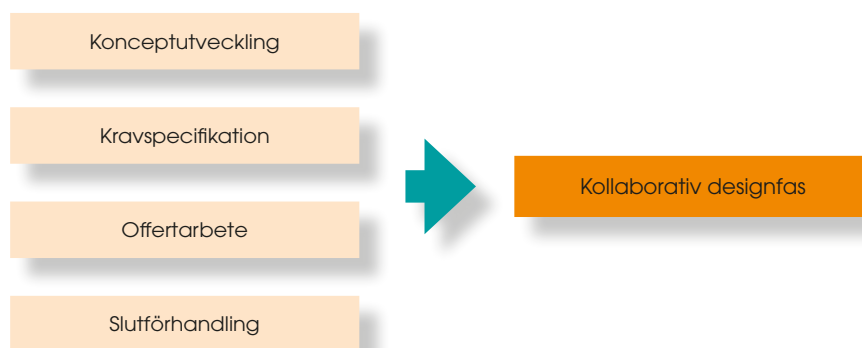 Konceptutveckling
Kravspecifikation
Offertarbete
Slutförhandling
Kollaborativ designfas